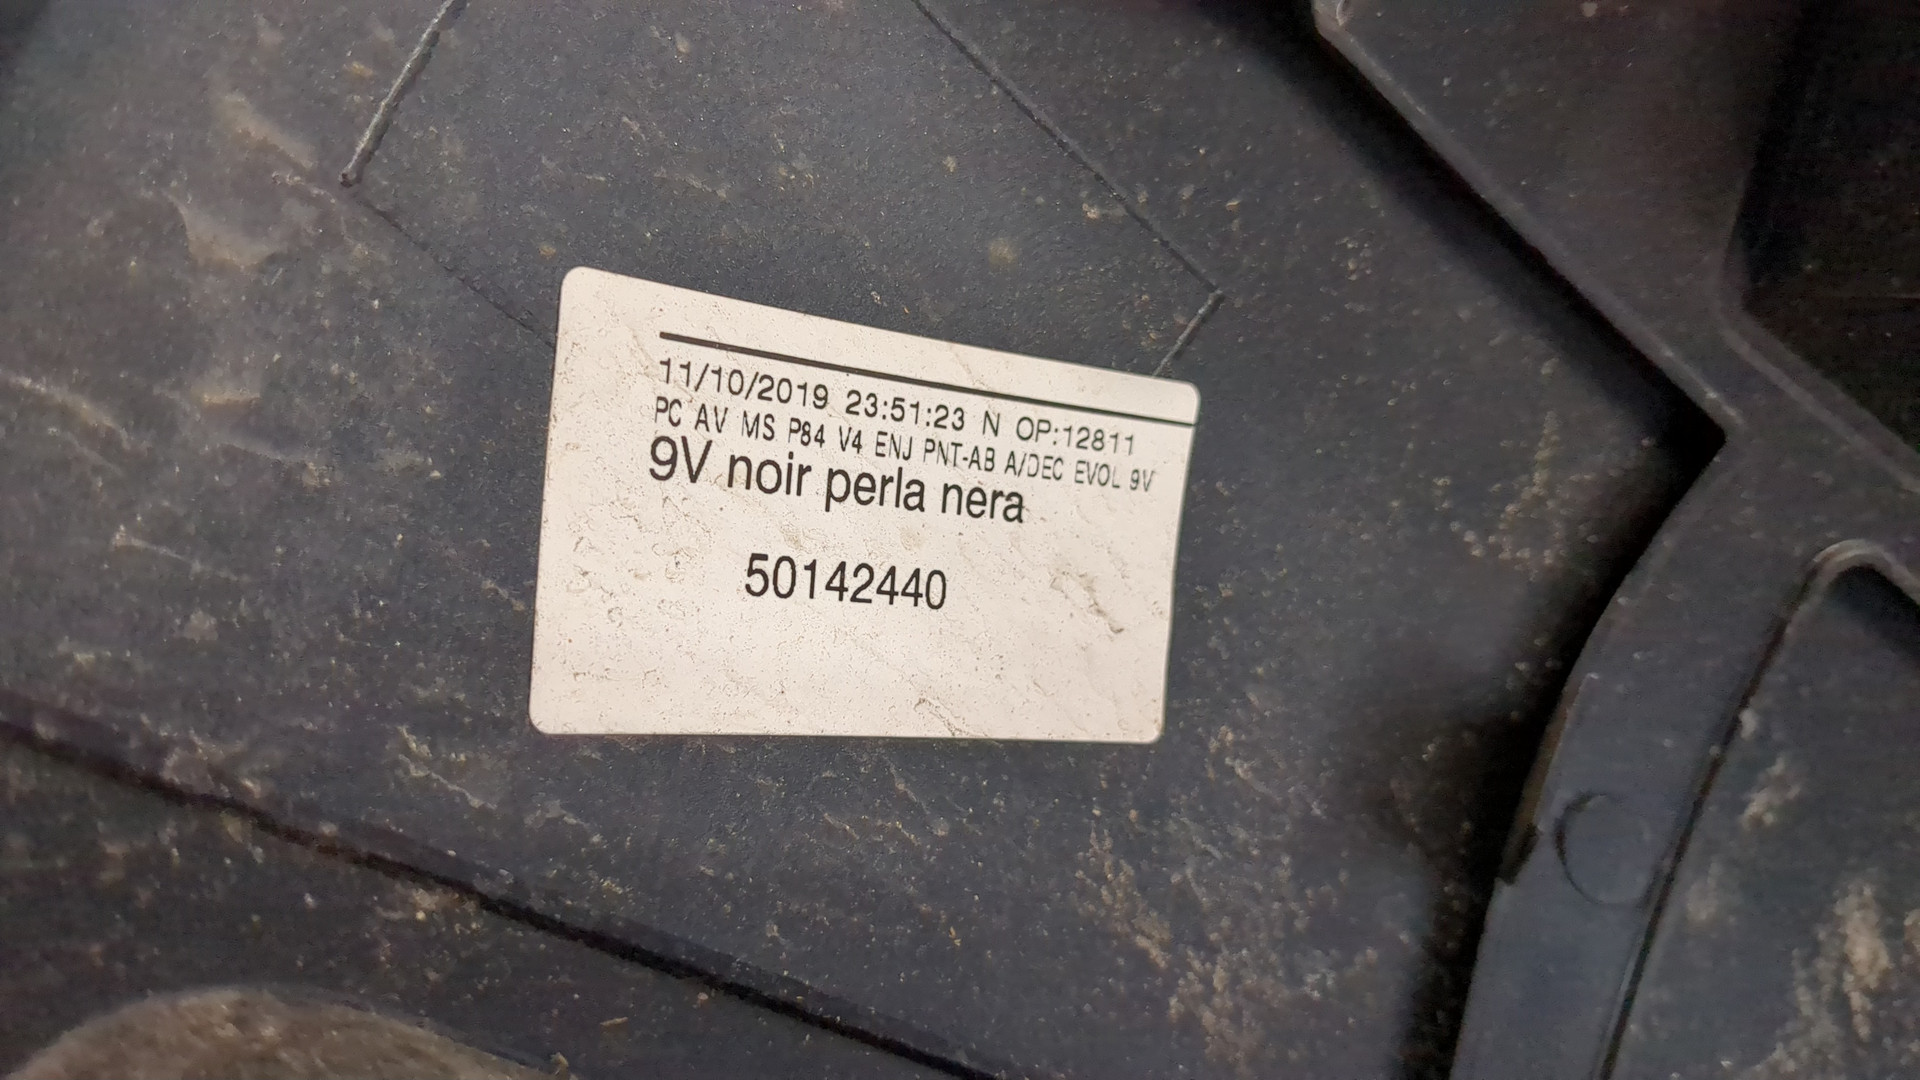 11/10/2019 23:51:23 N OP:12811
PC AV MS P84 V4 ENJ PNT-AB A/DEC EVOL 9V
9V noir perla nera
50142440